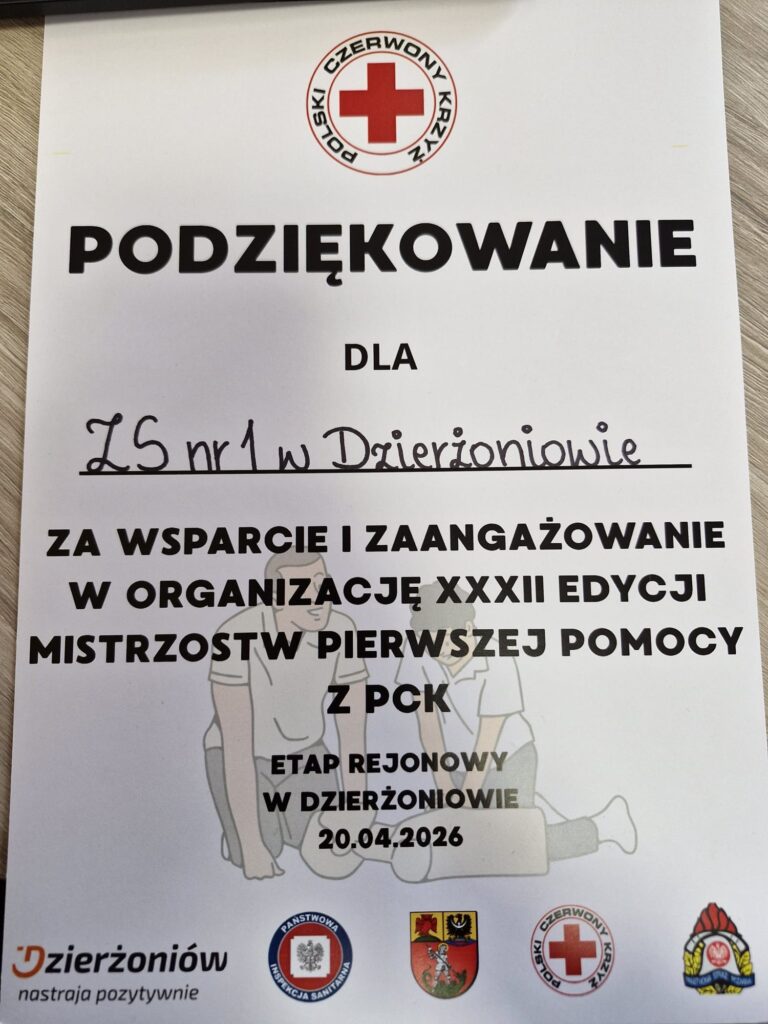 POLSKI CZERWONY KRZYŻ
PODZIĘKOWANIE
DLA
ZS nr 1 w Dzierżoniowie
ZA WSPARCIE I ZAANGAŻOWANIE
W ORGANIZACJĘ XXXII EDYCJI
MISTRZOSTW PIERWSZEJ POMOCY
Z PCK
ETAP REJONOWY
W DZIERŻONIOWIE
20.04.2026
Dzierżoniów
nastraja pozytywnie
PAŃSTWOWA
INSPEKCJA SANITARNA
POLSKI CZERWONY KRZYŻ